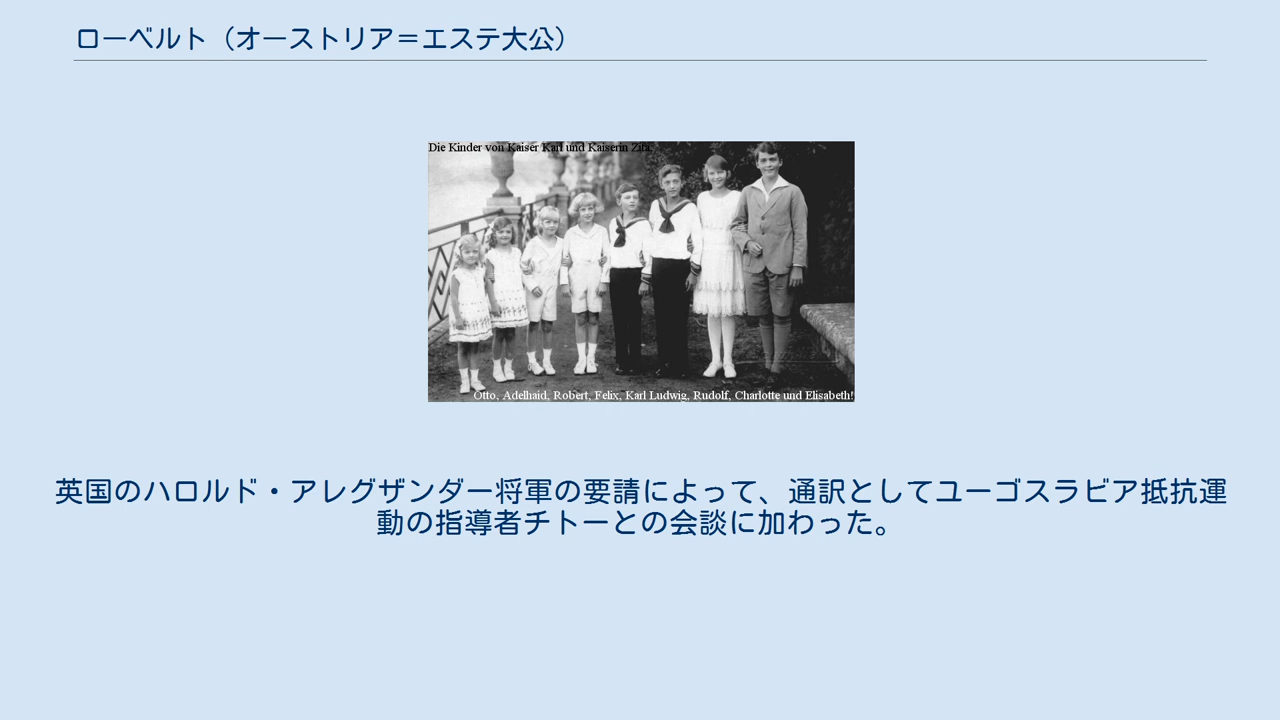 ローベルト（オーストリア＝エステ大公）
Die Kinder von Kaiser Karl und Kaiserin Zita.
Otto, Adelhaid, Robert, Felix, Karl Ludwig, Rudolf, Charlotte und Elisabeth!
英国のハロルド・アレグザンダー将軍の要請によって、通訳としてユーゴスラビア抵抗運
動の指導者チトーとの会談に加わった。